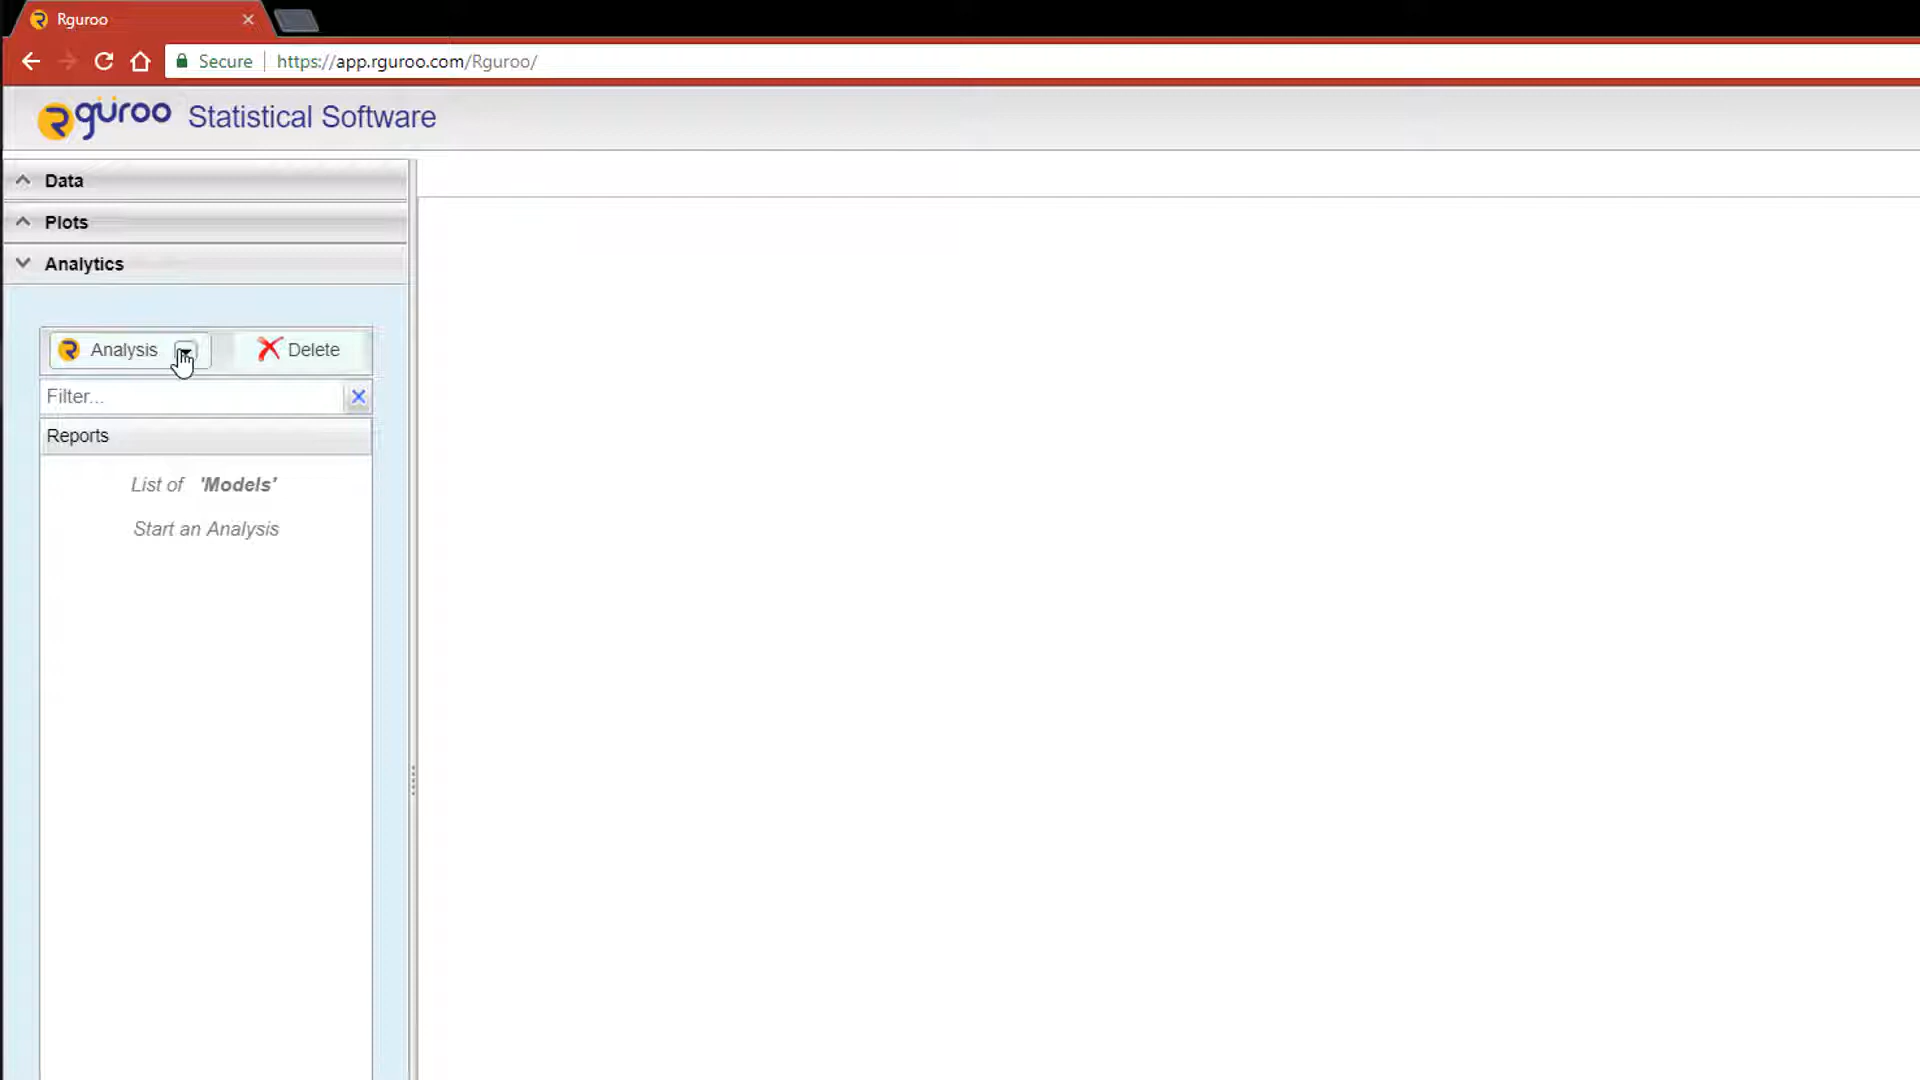 Rguroo
Secure https://app.rguroo.com/Rguroo/
rgüroo Statistical Software
Data
Plots
Analytics
Analysis Delete
Filter...
Reports
List of 'Models'
Start an Analysis